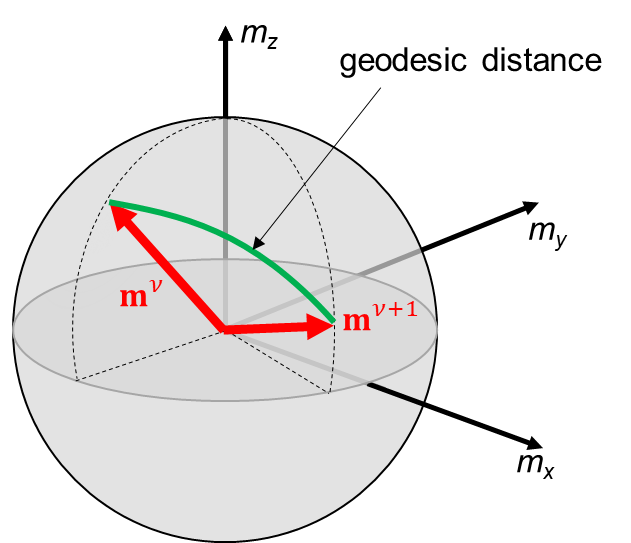 m_z
geodesic distance
m_y
m^ν
m^{ν+1}
m_x